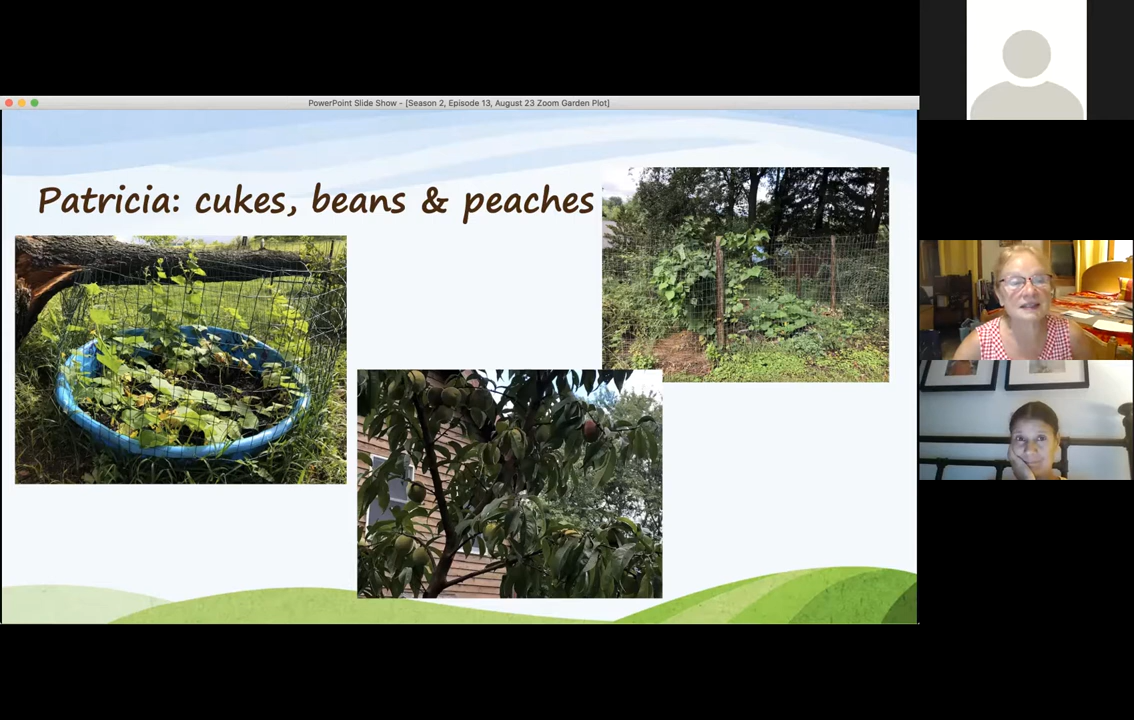 PowerPoint Slide Show - [Season 2, Episode 13, August 23 Zoom Garden Plot]
Patricia: cukes, beans & peaches